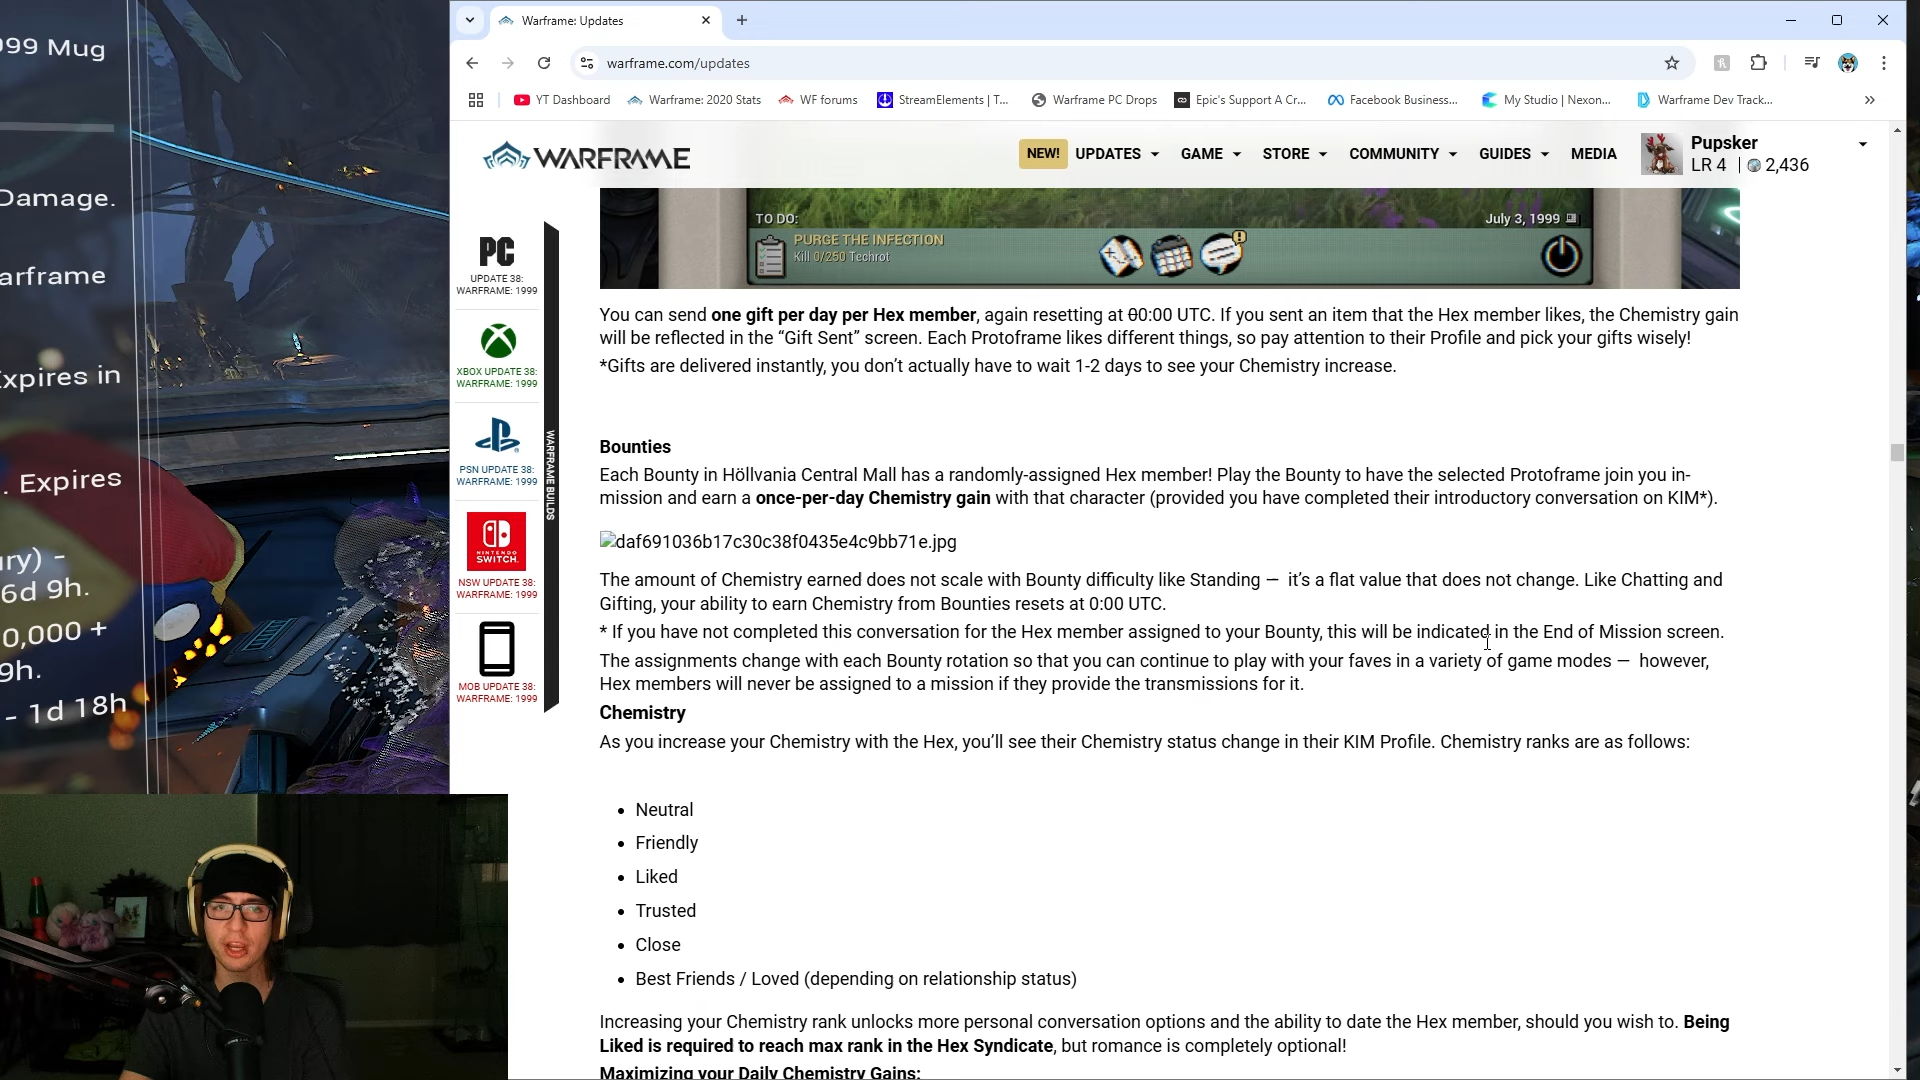 Warframe: Updates
warframe.com/updates
YT Dashboard
Warframe: 2020 Stats
WF forums
StreamElements | T...
Warframe PC Drops
Epic's Support A Cr...
Facebook Business...
My Studio | Nexon...
Warframe Dev Track...
WARFRAME
NEW!
UPDATES
GAME
STORE
COMMUNITY
GUIDES
MEDIA
Pupsker
LR 4 | 2,436
TO DO:
July 3, 1999
PURGE THE INFECTION
Kill 0/250 Techrot
PC
UPDATE 38:
WARFRAME: 1999
XBOX UPDATE 38:
WARFRAME: 1999
PSN UPDATE 38:
WARFRAME: 1999
NINTENDO
SWITCH.
NSW UPDATE 38:
WARFRAME: 1999
MOB UPDATE 38:
WARFRAME: 1999
WARFRAME BUILDS
You can send one gift per day per Hex member, again resetting at 00:00 UTC. If you sent an item that the Hex member likes, the Chemistry gain
will be reflected in the “Gift Sent” screen. Each Protoframe likes different things, so pay attention to their Profile and pick your gifts wisely!
*Gifts are delivered instantly, you don’t actually have to wait 1-2 days to see your Chemistry increase.
Bounties
Each Bounty in Höllvania Central Mall has a randomly-assigned Hex member! Play the Bounty to have the selected Protoframe join you in-
mission and earn a once-per-day Chemistry gain with that character (provided you have completed their introductory conversation on KIM*).
daf691036b17c30c38f0435e4c9bb71e.jpg
The amount of Chemistry earned does not scale with Bounty difficulty like Standing — it’s a flat value that does not change. Like Chatting and
Gifting, your ability to earn Chemistry from Bounties resets at 0:00 UTC.
* If you have not completed this conversation for the Hex member assigned to your Bounty, this will be indicated in the End of Mission screen.
The assignments change with each Bounty rotation so that you can continue to play with your faves in a variety of game modes — however,
Hex members will never be assigned to a mission if they provide the transmissions for it.
Chemistry
As you increase your Chemistry with the Hex, you’ll see their Chemistry status change in their KIM Profile. Chemistry ranks are as follows:
• Neutral
• Friendly
• Liked
• Trusted
• Close
• Best Friends / Loved (depending on relationship status)
Increasing your Chemistry rank unlocks more personal conversation options and the ability to date the Hex member, should you wish to. Being
Liked is required to reach max rank in the Hex Syndicate, but romance is completely optional!
Maximizing your Daily Chemistry Gains:
99 Mug
Damage.
arframe
Expires in
. Expires
ry) -
6d 9h.
0,000 +
9h.
- 1d 18h